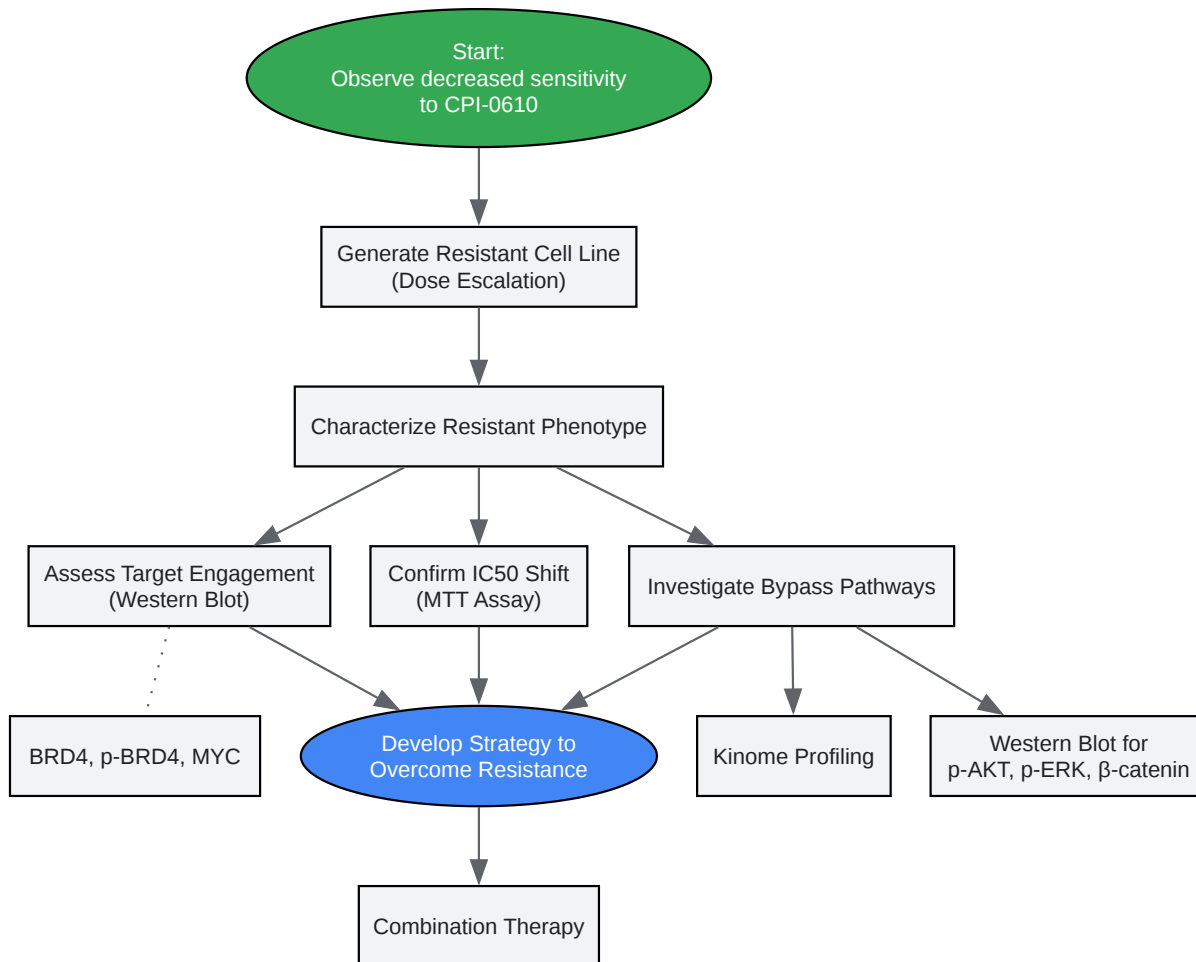 Start:
Observe decreased sensitivity
to CPI-0610
Generate Resistant Cell Line
(Dose Escalation)
Characterize Resistant Phenotype
Assess Target Engagement
(Western Blot)
Confirm IC50 Shift
(MTT Assay)
Investigate Bypass Pathways
BRD4, p-BRD4, MYC
Develop Strategy to
Overcome Resistance
Kinome Profiling
Western Blot for
p-AKT, p-ERK, β-catenin
Combination Therapy